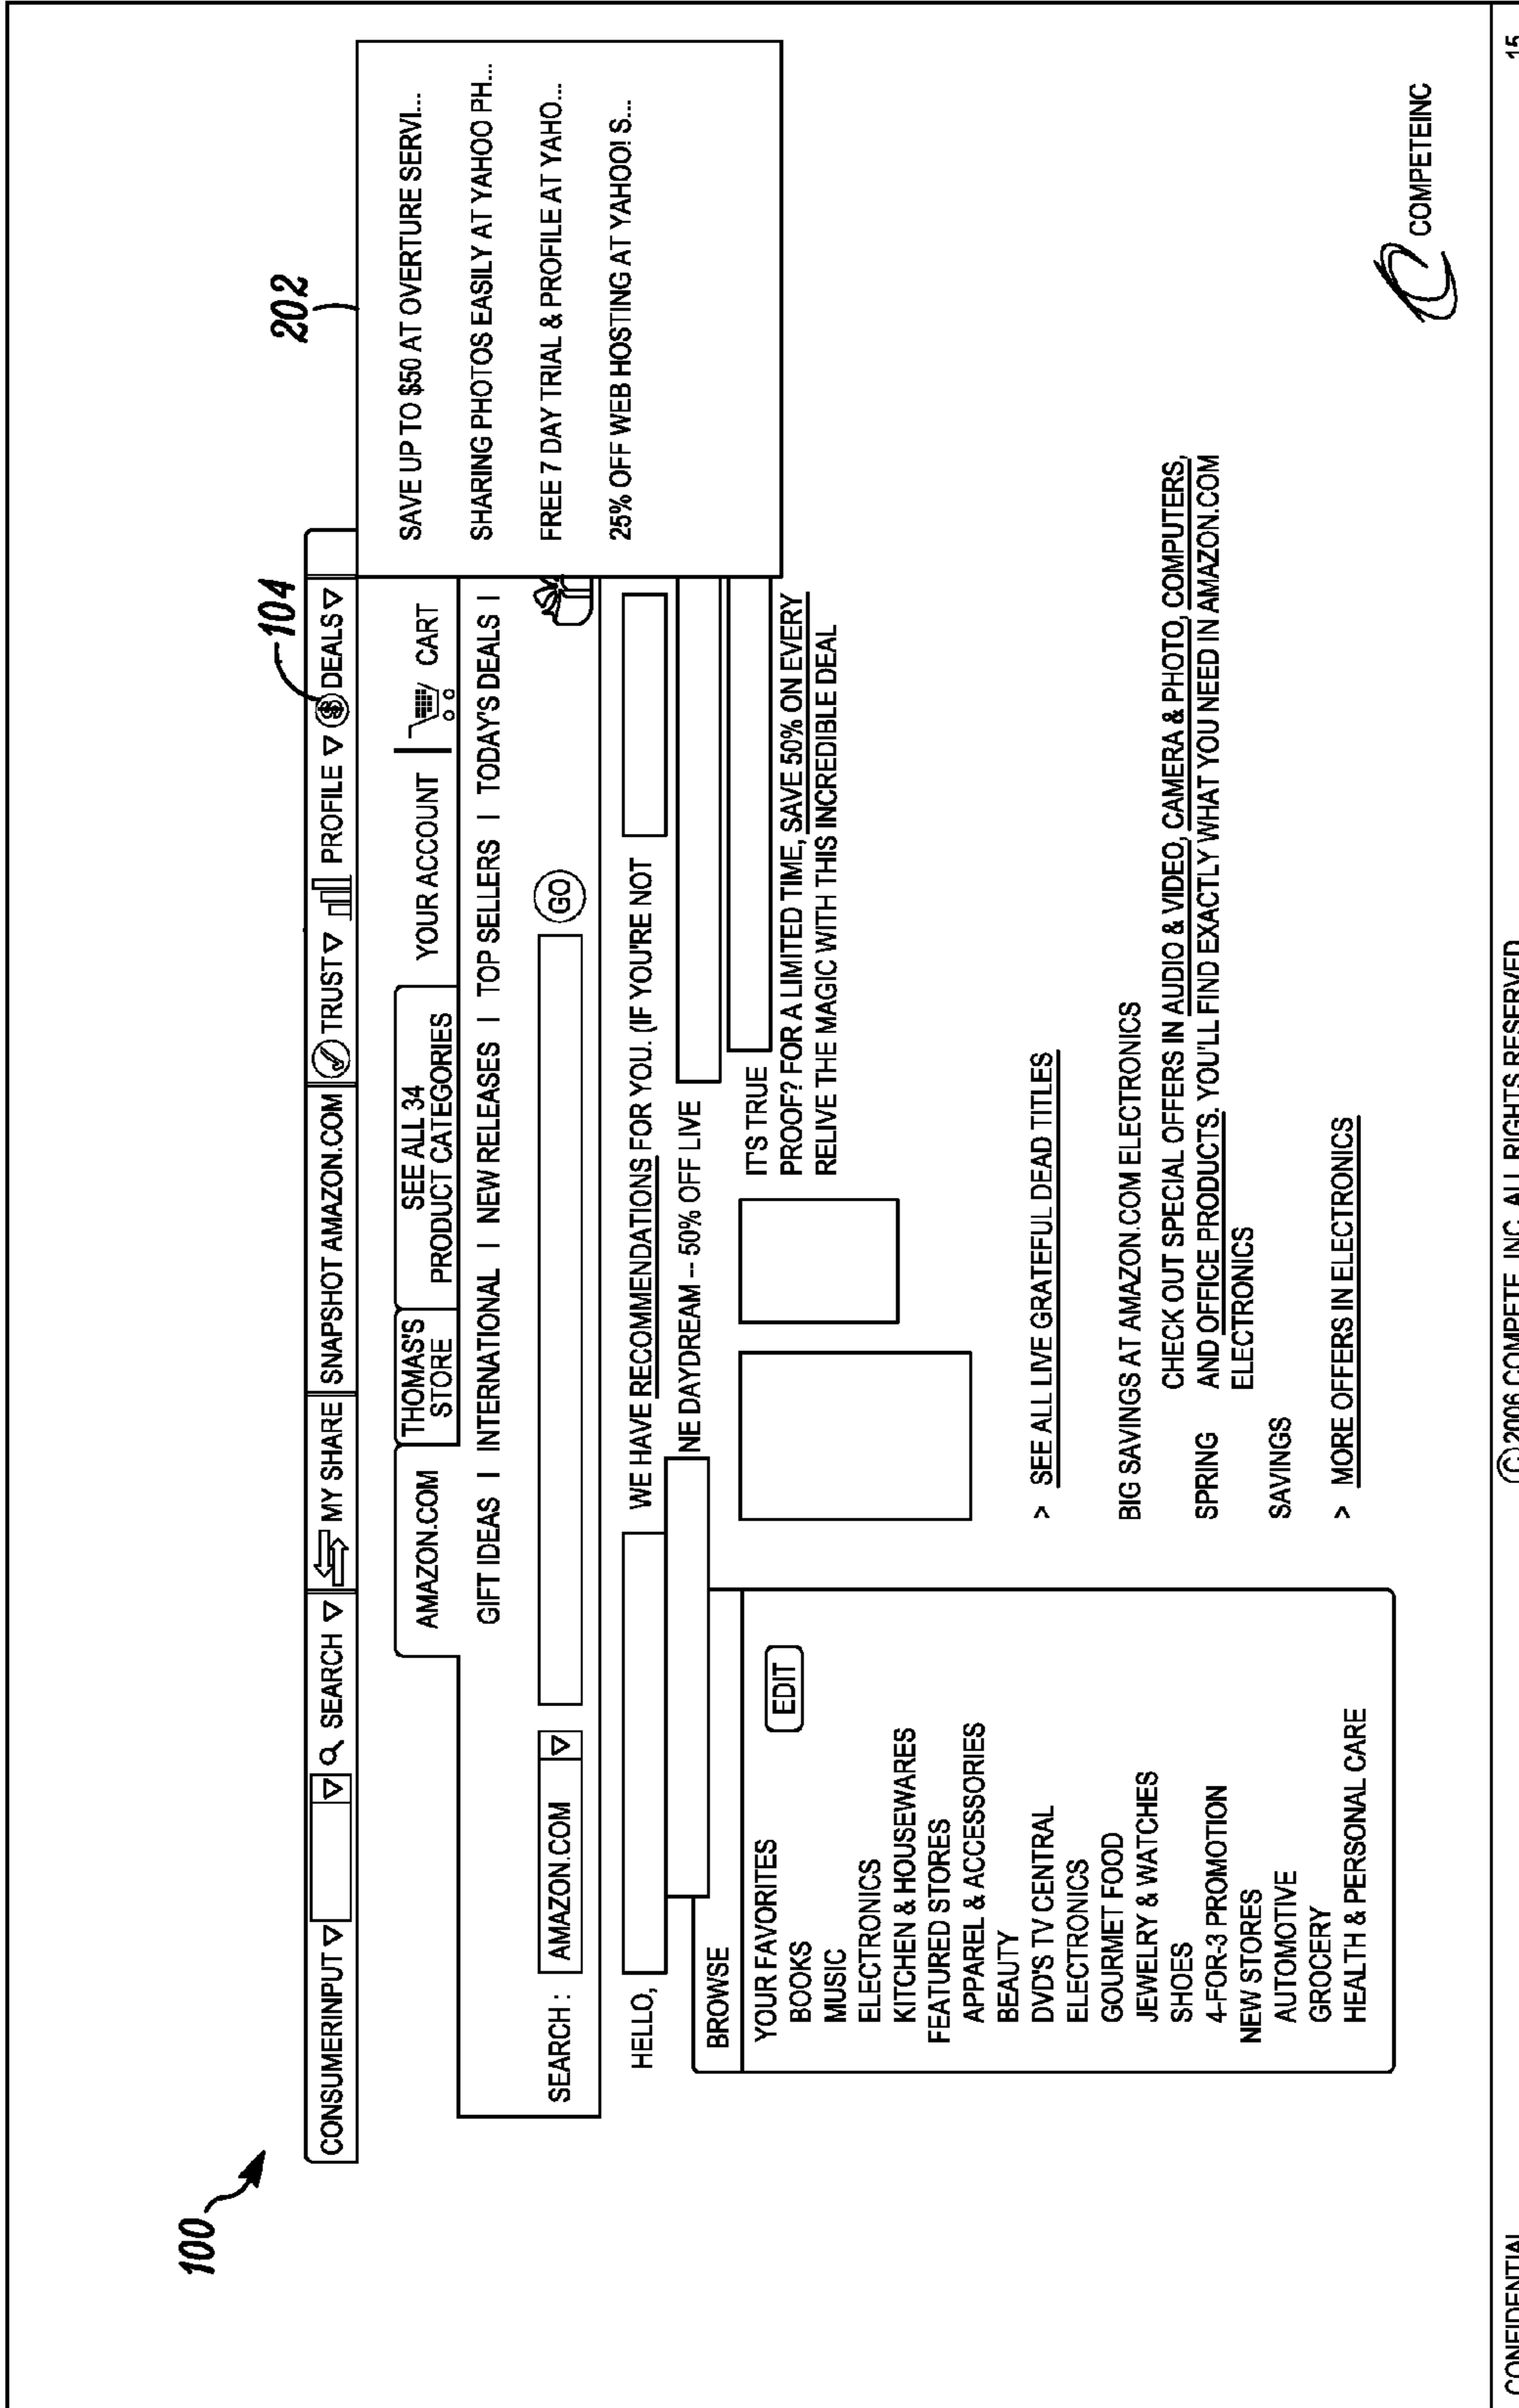 100
202
104
CONSUMERINPUT SEARCH MY SHARE SNAPSHOT AMAZON.COM TRUST PROFILE $ DEALS
SAVE UP TO $50 AT OVERTURE SERVI...
SHARING PHOTOS EASILY AT YAHOO PH...
FREE 7 DAY TRIAL & PROFILE AT YAHO...
25% OFF WEB HOSTING AT YAHOO! S...
AMAZON.COM
THOMAS'S
STORE
SEE ALL 34
PRODUCT CATEGORIES
YOUR ACCOUNT | CART
GIFT IDEAS | INTERNATIONAL | NEW RELEASES | TOP SELLERS | TODAY'S DEALS |
SEARCH: AMAZON.COM GO
HELLO, WE HAVE RECOMMENDATIONS FOR YOU. (IF YOU'RE NOT
NE DAYDREAM -- 50% OFF LIVE
BROWSE
YOUR FAVORITES EDIT
BOOKS
MUSIC
ELECTRONICS
KITCHEN & HOUSEWARES
FEATURED STORES
APPAREL & ACCESSORIES
BEAUTY
DVD'S TV CENTRAL
ELECTRONICS
GOURMET FOOD
JEWELRY & WATCHES
SHOES
4-FOR-3 PROMOTION
NEW STORES
AUTOMOTIVE
GROCERY
HEALTH & PERSONAL CARE
IT'S TRUE
PROOF? FOR A LIMITED TIME, SAVE 50% ON EVERY
RELIVE THE MAGIC WITH THIS INCREDIBLE DEAL
> SEE ALL LIVE GRATEFUL DEAD TITLES
BIG SAVINGS AT AMAZON.COM ELECTRONICS
CHECK OUT SPECIAL OFFERS IN AUDIO & VIDEO, CAMERA & PHOTO, COMPUTERS,
SPRING AND OFFICE PRODUCTS. YOU'LL FIND EXACTLY WHAT YOU NEED IN AMAZON.COM
ELECTRONICS
SAVINGS
> MORE OFFERS IN ELECTRONICS
COMPETEINC
CONFIDENTIAL
©2006 COMPETE, INC. ALL RIGHTS RESERVED
15